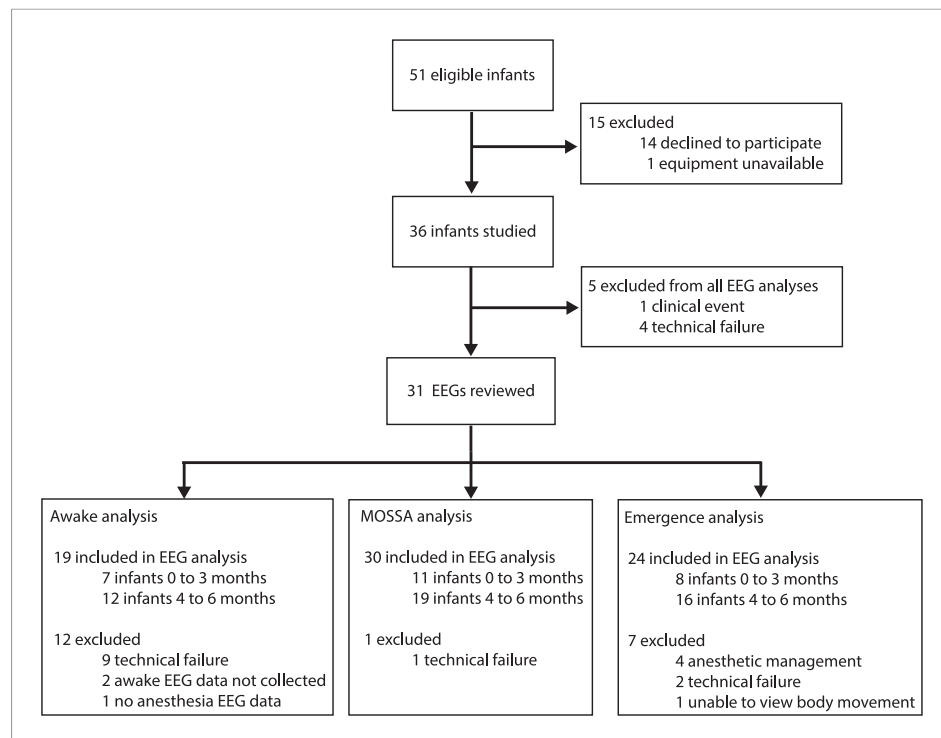 51 eligible infants
15 excluded
14 declined to participate
1 equipment unavailable
36 infants studied
5 excluded from all EEG analyses
1 clinical event
4 technical failure
31 EEGs reviewed
Awake analysis
19 included in EEG analysis
7 infants 0 to 3 months
12 infants 4 to 6 months
12 excluded
9 technical failure
2 awake EEG data not collected
1 no anesthesia EEG data
MOSSA analysis
30 included in EEG analysis
11 infants 0 to 3 months
19 infants 4 to 6 months
1 excluded
1 technical failure
Emergence analysis
24 included in EEG analysis
8 infants 0 to 3 months
16 infants 4 to 6 months
7 excluded
4 anesthetic management
2 technical failure
1 unable to view body movement